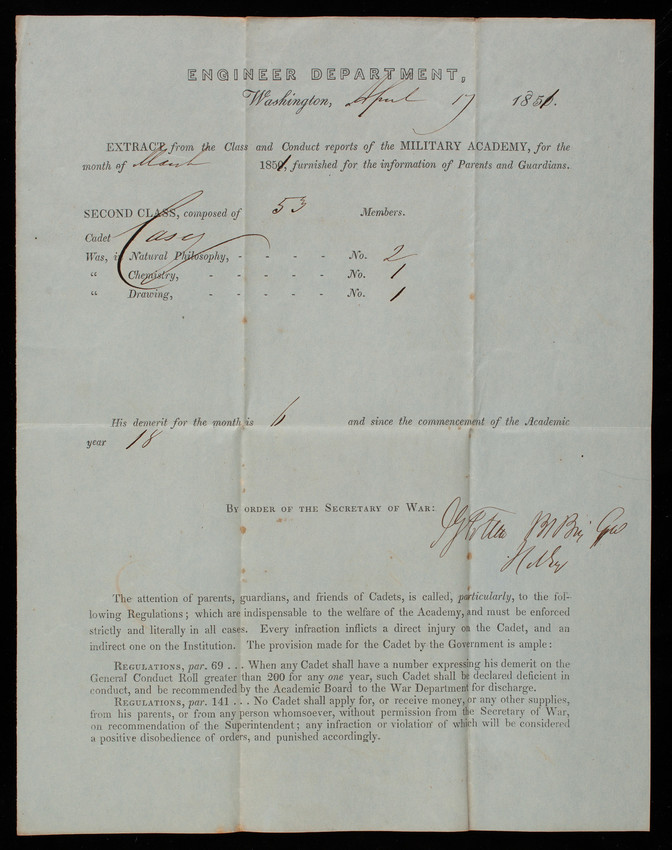 ENGINEER DEPARTMENT,
Washington, April 17 1851.
EXTRACT from the Class and Conduct reports of the MILITARY ACADEMY, for the
month of March 1851, furnished for the information of Parents and Guardians.
SECOND CLASS, composed of 53 Members.
Cadet Casey
Was, in Natural Philosophy, - - - - No. 2
“ Chemistry, - - - - - No. 1
“ Drawing, - - - - - No. 1
His demerit for the month is 6 and since the commencement of the Academic
year 18
BY ORDER OF THE SECRETARY OF WAR:
Jos G Totten Bt Brig
The attention of parents, guardians, and friends of Cadets, is called, particularly, to the fol-
lowing Regulations; which are indispensable to the welfare of the Academy, and must be enforced
strictly and literally in all cases. Every infraction inflicts a direct injury on the Cadet, and an
indirect one on the Institution. The provision made for the Cadet by the Government is ample:
REGULATIONS, par. 69 . . . When any Cadet shall have a number expressing his demerit on the
General Conduct Roll greater than 200 for any one year, such Cadet shall be declared deficient in
conduct, and be recommended by the Academic Board to the War Department for discharge.
REGULATIONS, par. 141 . . . No Cadet shall apply for, or receive money, or any other supplies,
from his parents, or from any person whomsoever, without permission from the Secretary of War,
on recommendation of the Superintendent; any infraction or violation of which will be considered
a positive disobedience of orders, and punished accordingly.